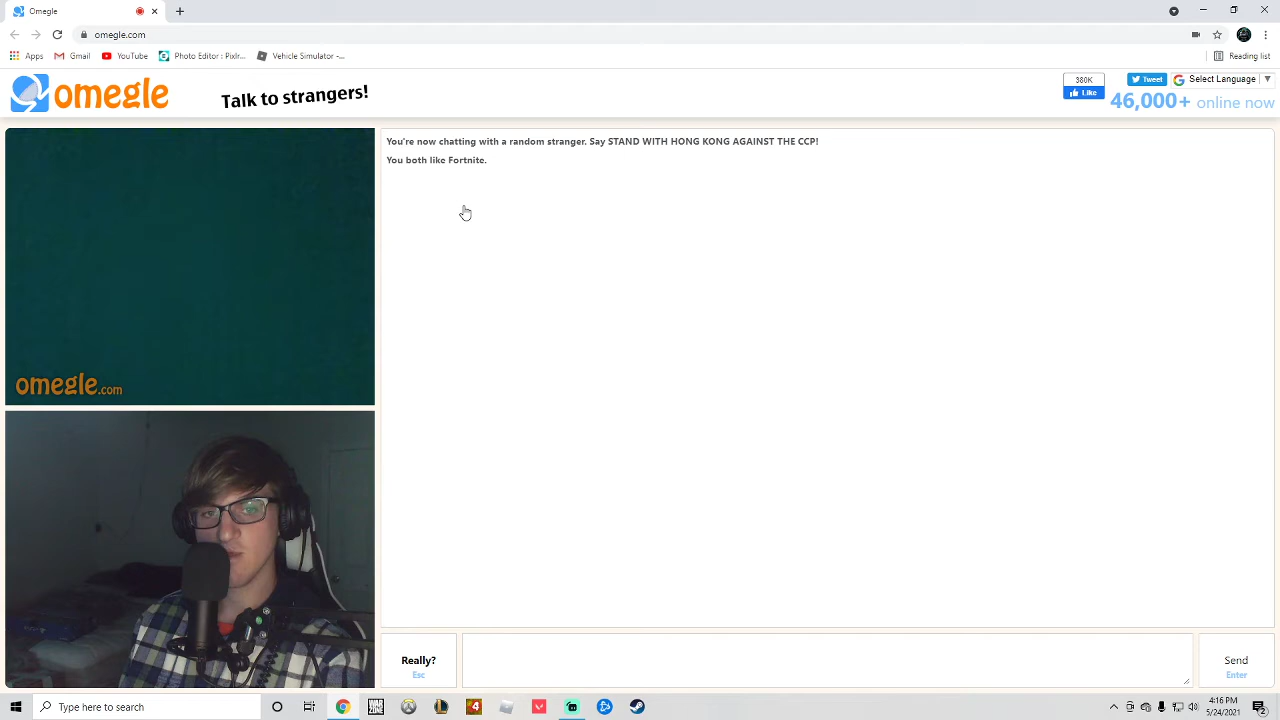 Omegle
omegle.com
Apps
Gmail
YouTube
Photo Editor : Pixlr...
Vehicle Simulator -...
Reading list
omegle
Talk to strangers!
380K
Like
Tweet
Select Language
46,000+ online now
You're now chatting with a random stranger. Say STAND WITH HONG KONG AGAINST THE CCP!
You both like Fortnite.
omegle.com
Really?
Esc
Send
Enter
Type here to search
4:16 PM
5/24/2021